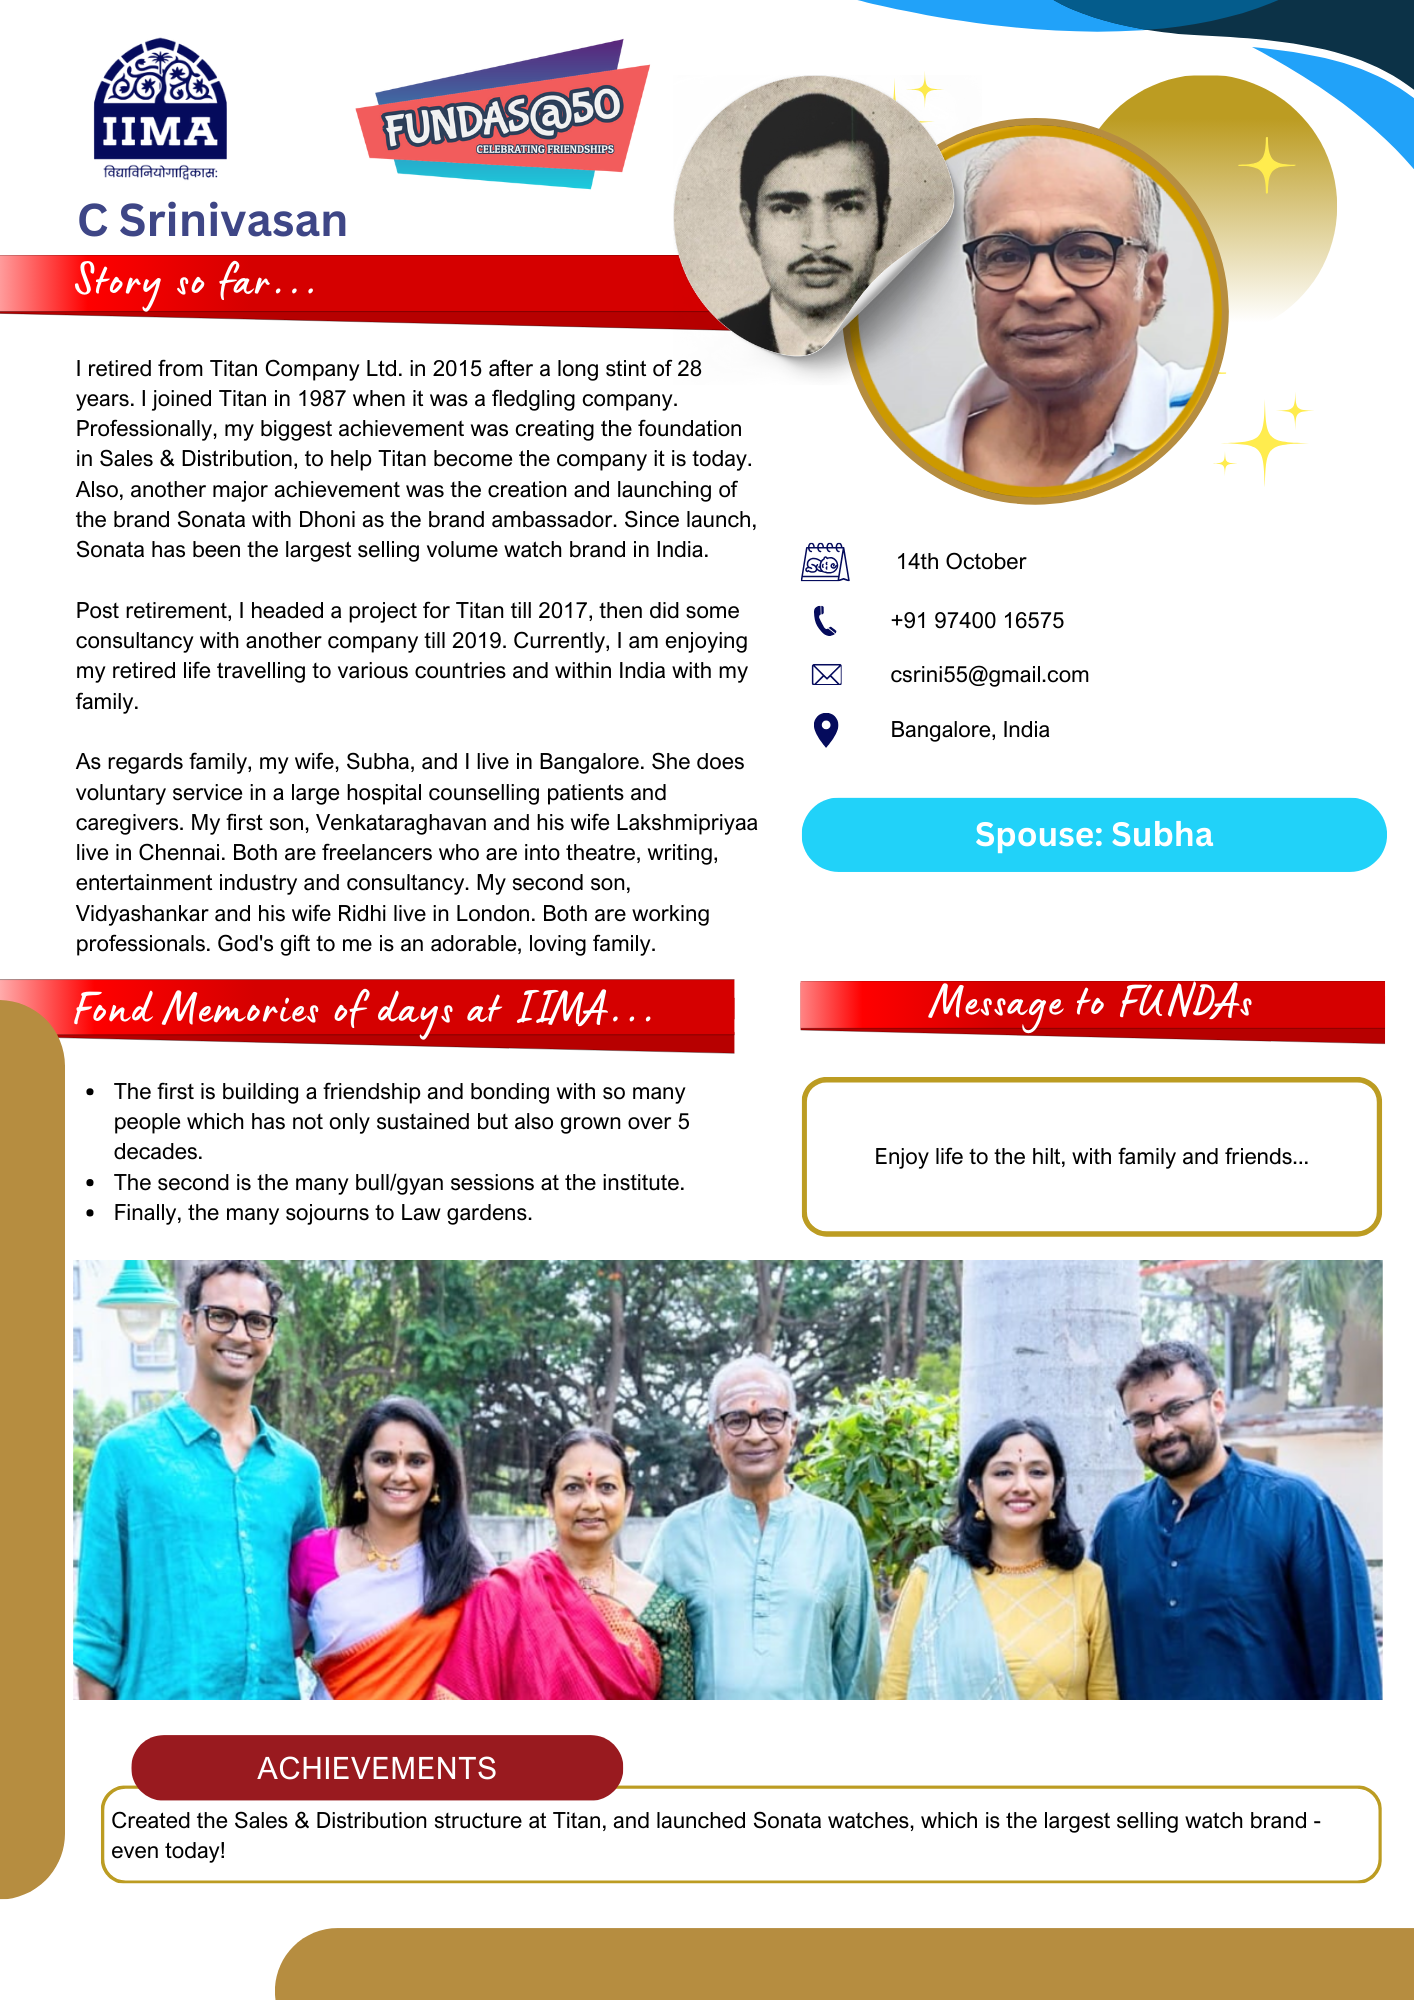 IIMA
विद्याविनियोगाद्विकास:
FUNDAS@50
CELEBRATING FRIENDSHIPS
C Srinivasan
Story so far...
I retired from Titan Company Ltd. in 2015 after a long stint of 28
years. I joined Titan in 1987 when it was a fledgling company.
Professionally, my biggest achievement was creating the foundation
in Sales & Distribution, to help Titan become the company it is today.
Also, another major achievement was the creation and launching of
the brand Sonata with Dhoni as the brand ambassador. Since launch,
Sonata has been the largest selling volume watch brand in India.
Post retirement, I headed a project for Titan till 2017, then did some
consultancy with another company till 2019. Currently, I am enjoying
my retired life travelling to various countries and within India with my
family.
As regards family, my wife, Subha, and I live in Bangalore. She does
voluntary service in a large hospital counselling patients and
caregivers. My first son, Venkataraghavan and his wife Lakshmipriyaa
live in Chennai. Both are freelancers who are into theatre, writing,
entertainment industry and consultancy. My second son,
Vidyashankar and his wife Ridhi live in London. Both are working
professionals. God's gift to me is an adorable, loving family.
14th October
+91 97400 16575
csrini55@gmail.com
Bangalore, India
Spouse: Subha
Fond Memories of days at IIMA...
• The first is building a friendship and bonding with so many
people which has not only sustained but also grown over 5
decades.
• The second is the many bull/gyan sessions at the institute.
• Finally, the many sojourns to Law gardens.
Message to FUNDAs
Enjoy life to the hilt, with family and friends...
ACHIEVEMENTS
Created the Sales & Distribution structure at Titan, and launched Sonata watches, which is the largest selling watch brand -
even today!